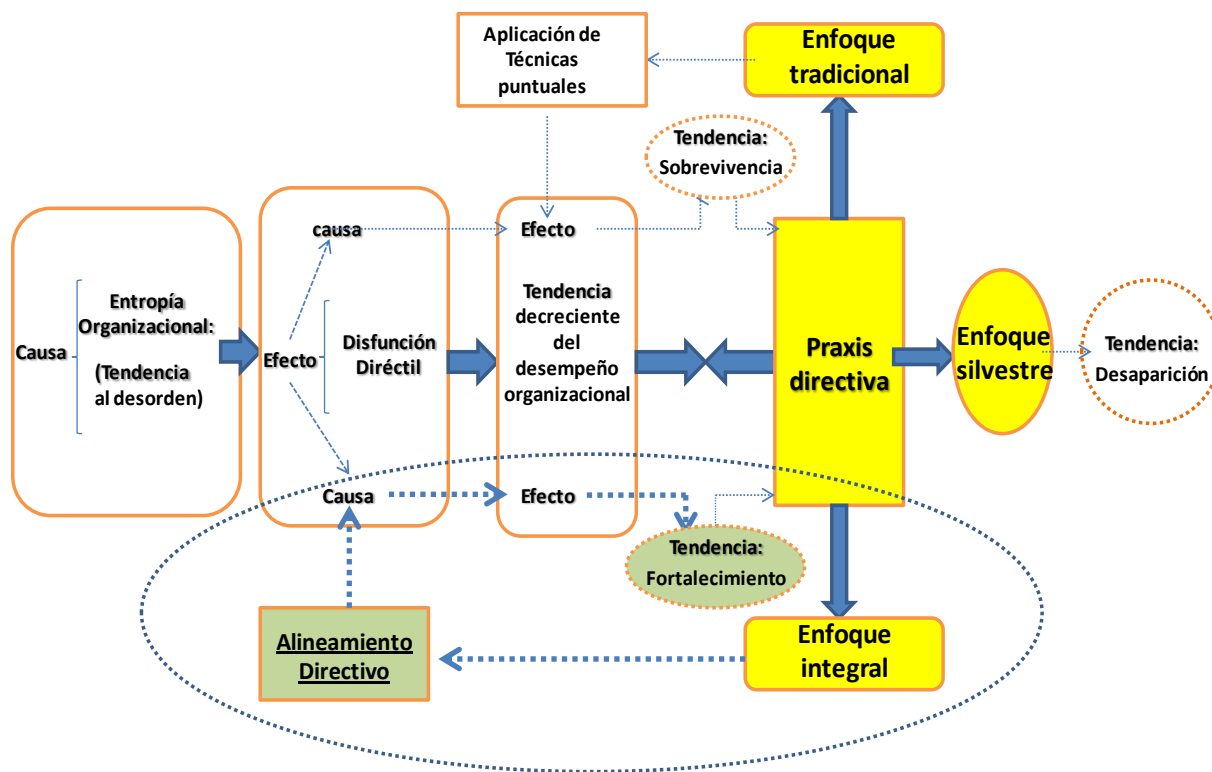 Aplicación de
Técnicas
puntuales
Enfoque
tradicional
Tendencia:
Sobrevivencia
Causa
Entropía
Organizacional:
(Tendencia
al desorden)
causa
Efecto
Disfunción
Diréctil
Causa
Efecto
Tendencia
decreciente
del
desempeño
organizacional
Efecto
Praxis
directiva
Enfoque
silvestre
Tendencia:
Desaparición
Tendencia:
Fortalecimiento
Alineamiento
Directivo
Enfoque
integral